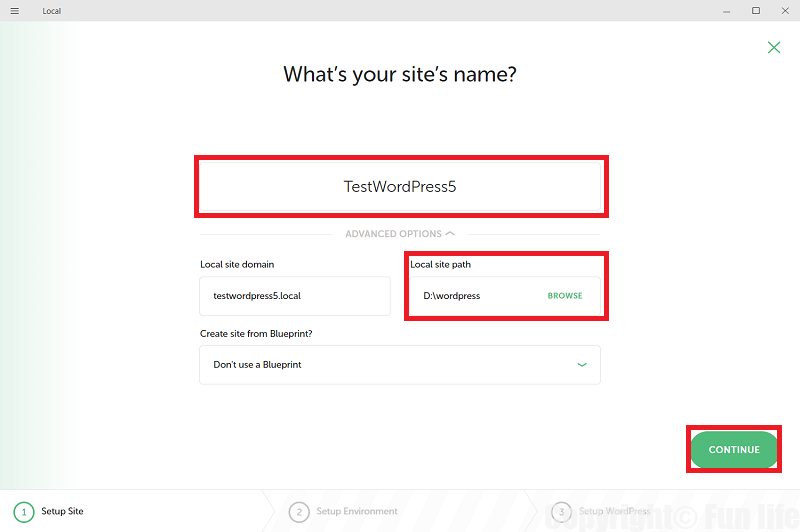 Local
What's your site's name?
TestWordPress5
ADVANCED OPTIONS
Local site domain
Local site path
testwordpress5.local
D:\wordpress
BROWSE
Create site from Blueprint?
Don't use a Blueprint
CONTINUE
1 Setup Site
2 Setup Environment
3 Setup WordPress
Copyright© Fun life